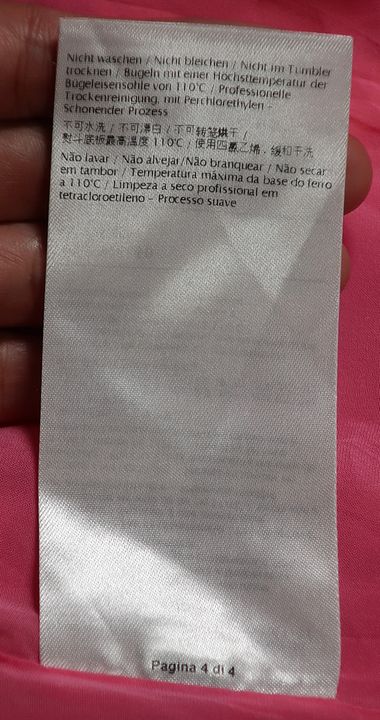 Nicht waschen / Nicht bleichen / Nicht im Tumbler
trocknen / Bügeln mit einer Höchsttemperatur der
Bügeleisensohle von 110°C / Professionelle
Trockenreinigung, mit Perchlorethylen -
Schonender Prozess
不可水洗 / 不可漂白 / 不可转笼烘干 /
熨斗底板最高温度 110°C / 使用四氯乙烯，缓和干洗
Não lavar / Não alvejar/Não branquear / Não secar
em tambor / Temperatura máxima da base do ferro
a 110°C / Limpeza a seco profissional em
tetracloroetileno - Processo suave
Pagina 4 di 4